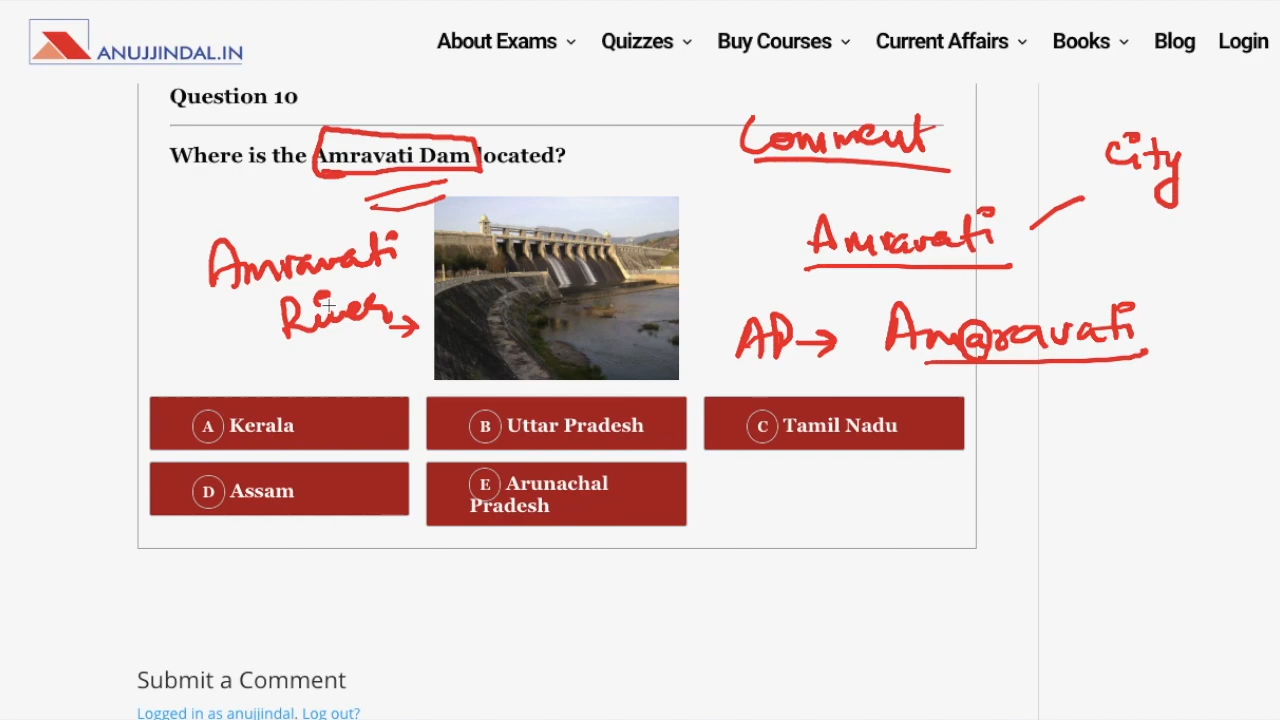 ANUJJINDAL.IN
About Exams Quizzes Buy Courses Current Affairs Books Blog Login
Question 10
Where is the Amravati Dam located?
Comment
City
Amravati
Amravati
River
AP → Amaravati
A Kerala
B Uttar Pradesh
C Tamil Nadu
D Assam
E Arunachal
Pradesh
Submit a Comment
Logged in as anujjindal. Log out?